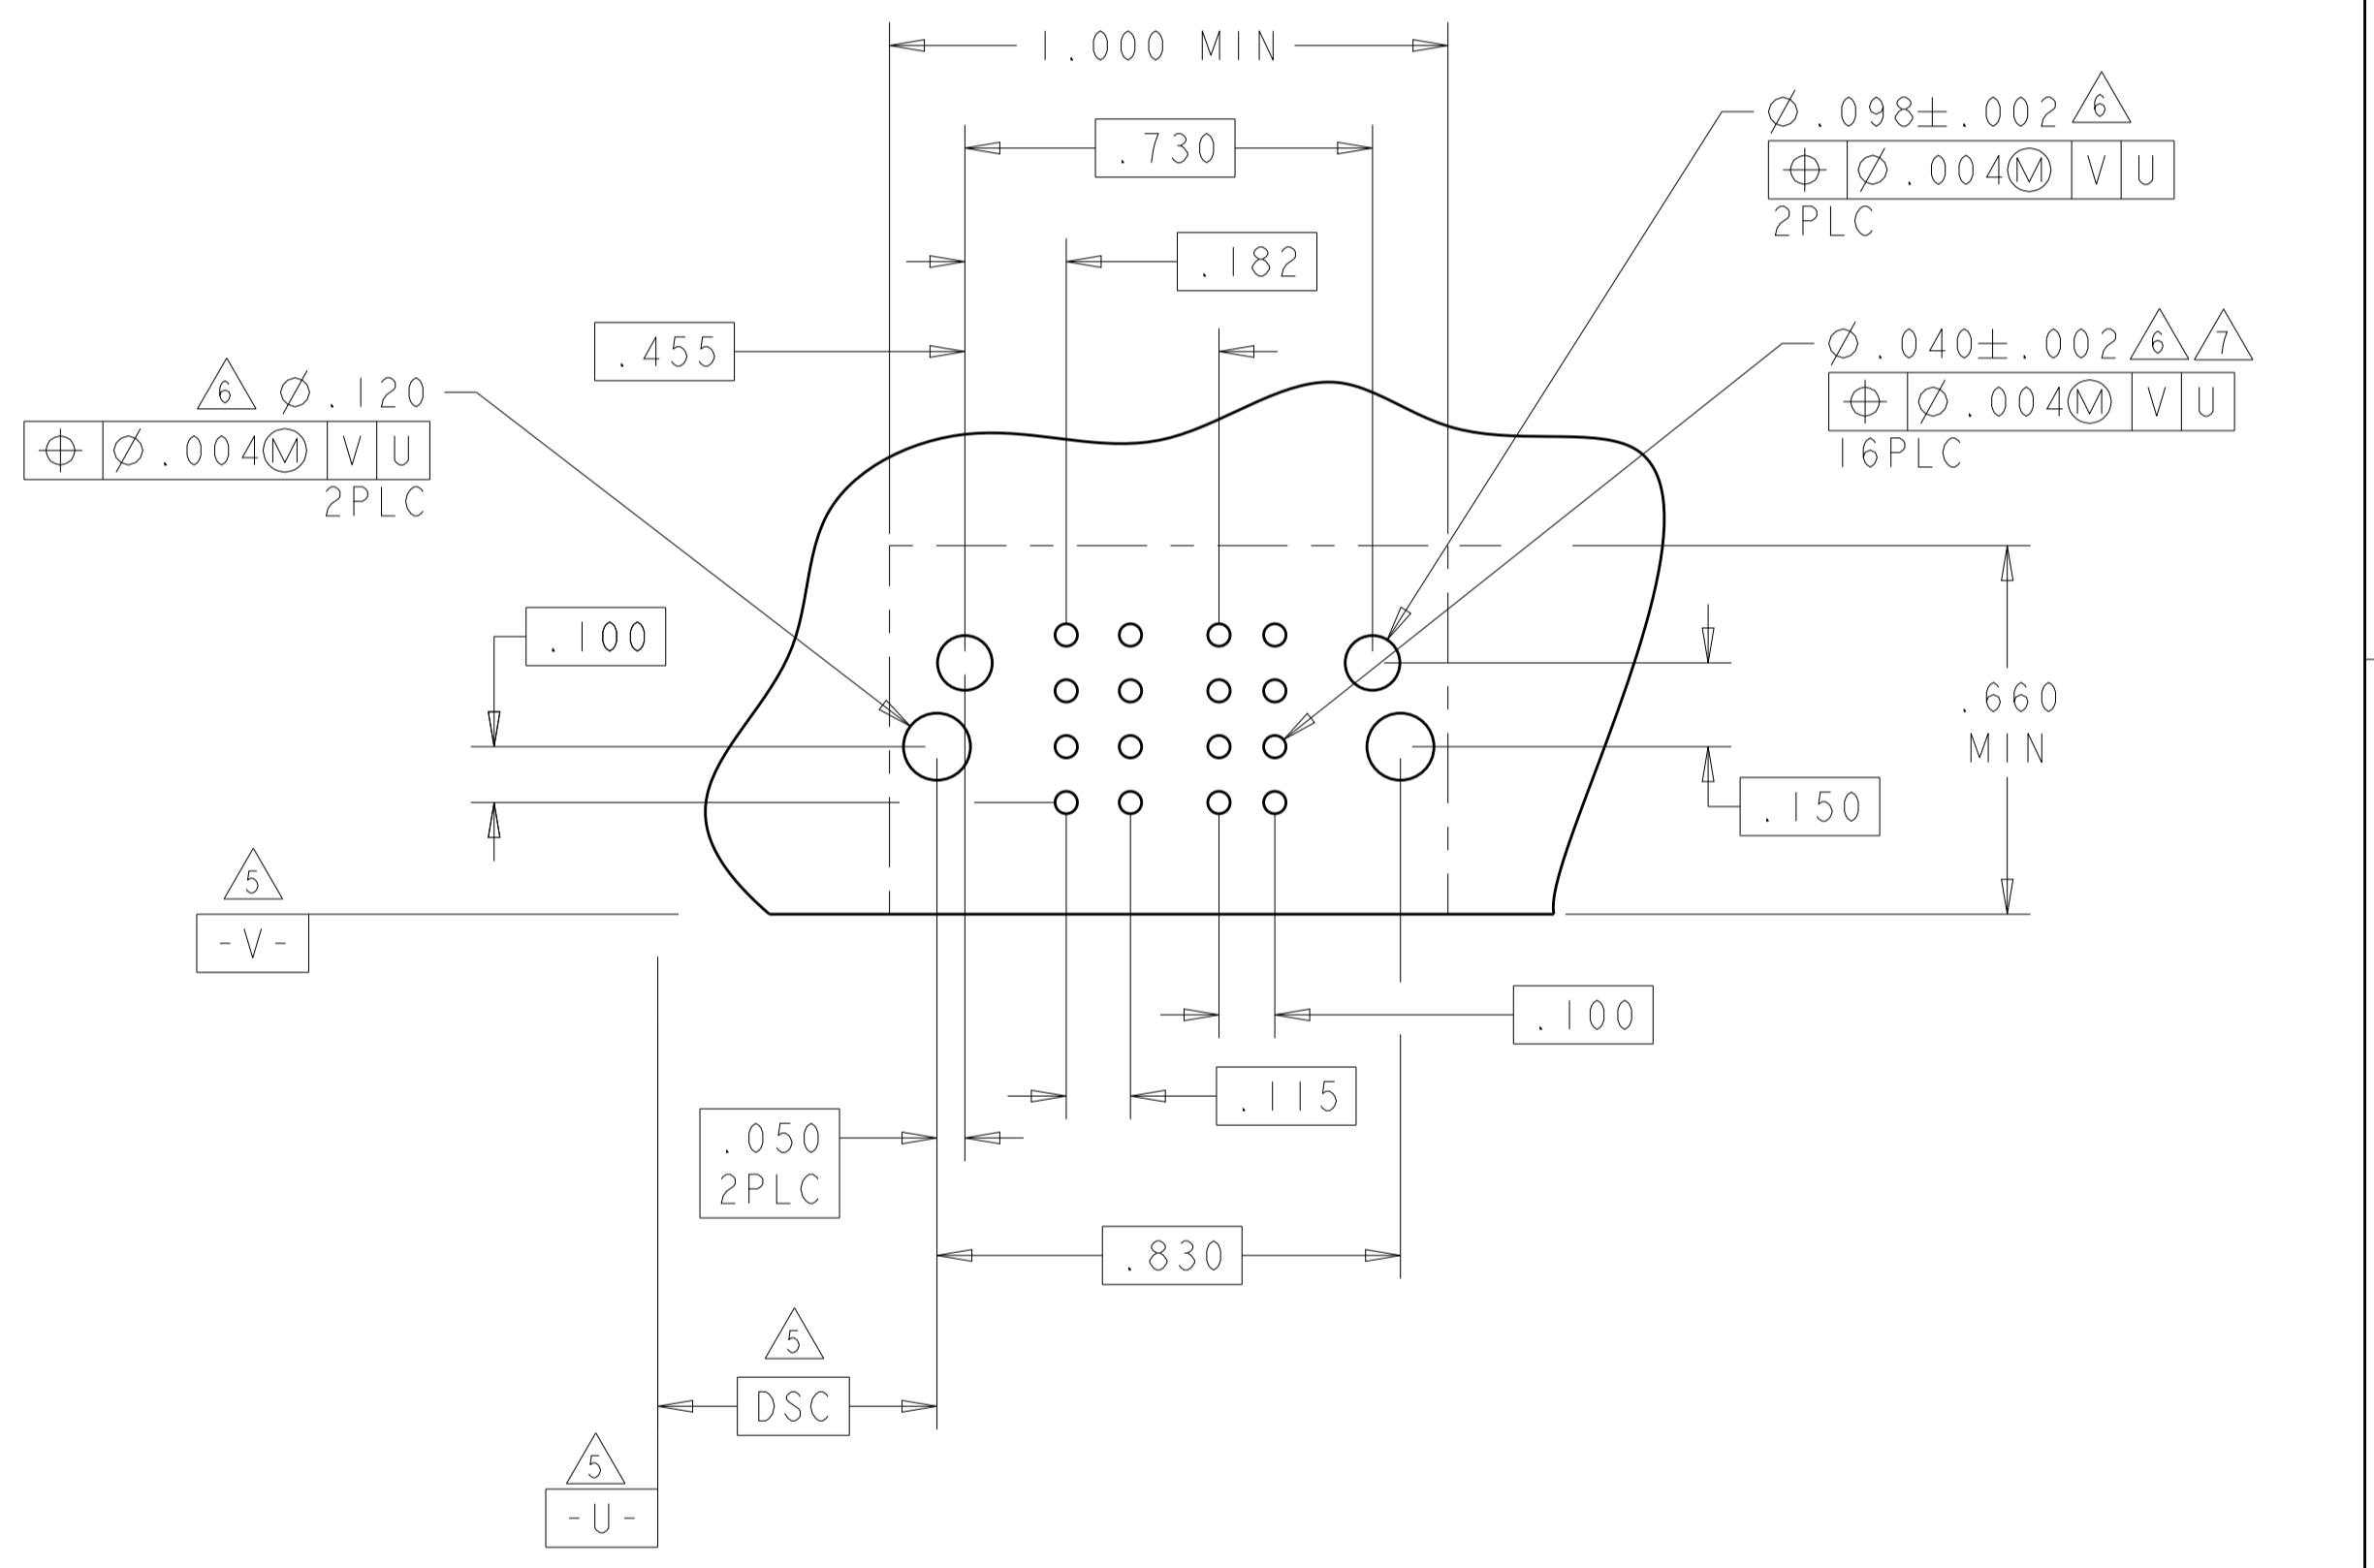 1.000 MIN
.730
.182
.455
⌀.098±.002 6
⌖ ⌀.004Ⓜ V U
2PLC
⌀.040±.002 6 7
⌖ ⌀.004Ⓜ V U
16PLC
6 ⌀.120
⌖ ⌀.004Ⓜ V U
2PLC
.100
.660
MIN
.150
5
-V-
.100
.115
.050
2PLC
.830
5
DSC
5
-U-